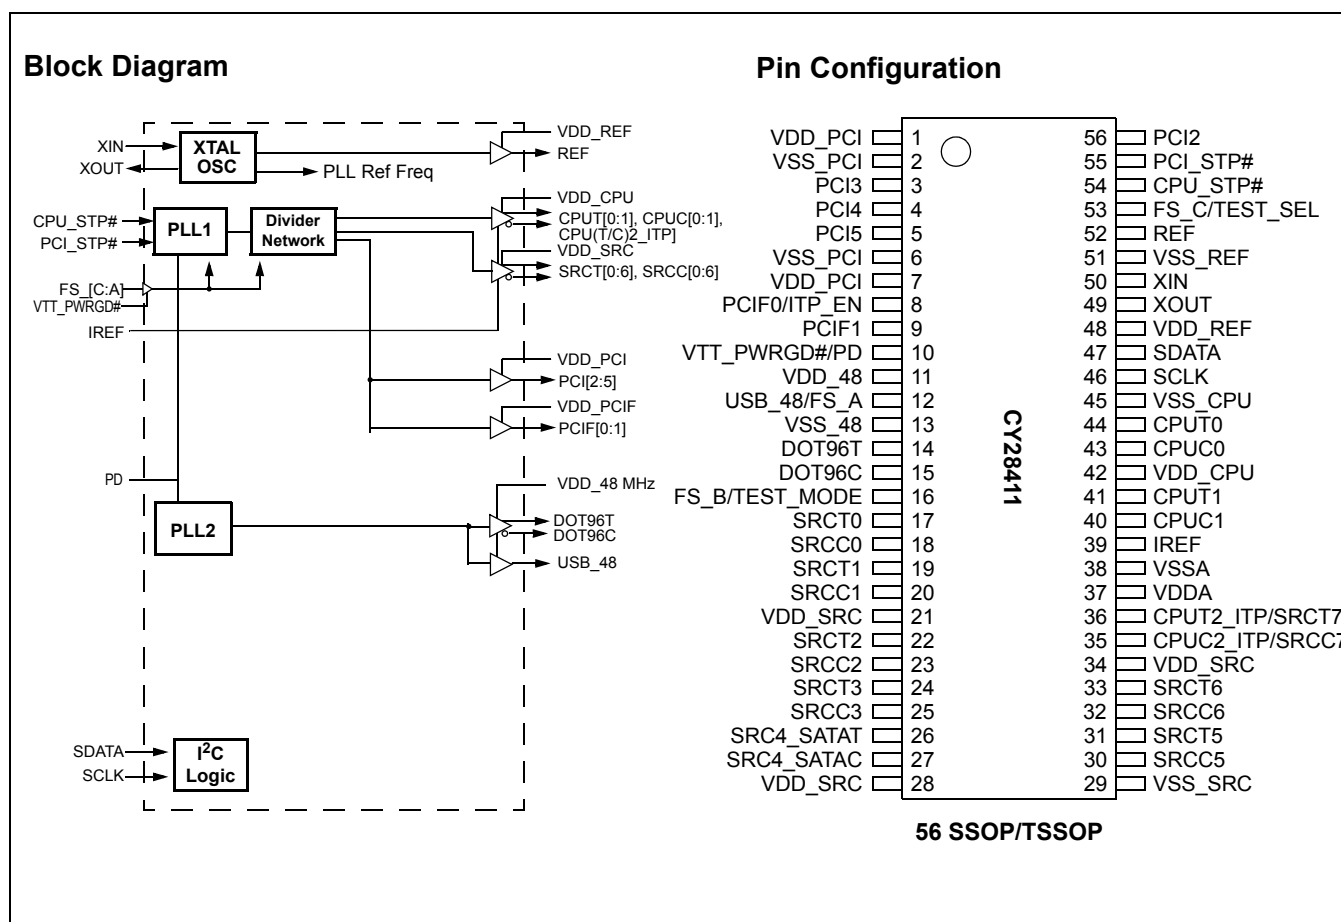 Block Diagram
XIN
XOUT
XTAL
OSC
VDD_REF
REF
PLL Ref Freq
CPU_STP#
PCI_STP#
PLL1
Divider
Network
VDD_CPU
CPUT[0:1], CPUC[0:1],
CPU(T/C)2_ITP]
VDD_SRC
SRCT[0:6], SRCC[0:6]
FS_[C:A]
VTT_PWRGD#
IREF
VDD_PCI
PCI[2:5]
VDD_PCIF
PCIF[0:1]
PD
PLL2
VDD_48 MHz
DOT96T
DOT96C
USB_48
SDATA
SCLK
I2C
Logic
Pin Configuration
VDD_PCI 1
VSS_PCI 2
PCI3 3
PCI4 4
PCI5 5
VSS_PCI 6
VDD_PCI 7
PCIF0/ITP_EN 8
PCIF1 9
VTT_PWRGD#/PD 10
VDD_48 11
USB_48/FS_A 12
VSS_48 13
DOT96T 14
DOT96C 15
FS_B/TEST_MODE 16
SRCT0 17
SRCC0 18
SRCT1 19
SRCC1 20
VDD_SRC 21
SRCT2 22
SRCC2 23
SRCT3 24
SRCC3 25
SRC4_SATAT 26
SRC4_SATAC 27
VDD_SRC 28
CY28411
56 PCI2
55 PCI_STP#
54 CPU_STP#
53 FS_C/TEST_SEL
52 REF
51 VSS_REF
50 XIN
49 XOUT
48 VDD_REF
47 SDATA
46 SCLK
45 VSS_CPU
44 CPUT0
43 CPUC0
42 VDD_CPU
41 CPUT1
40 CPUC1
39 IREF
38 VSSA
37 VDDA
36 CPUT2_ITP/SRCT7
35 CPUC2_ITP/SRCC7
34 VDD_SRC
33 SRCT6
32 SRCC6
31 SRCT5
30 SRCC5
29 VSS_SRC
56 SSOP/TSSOP